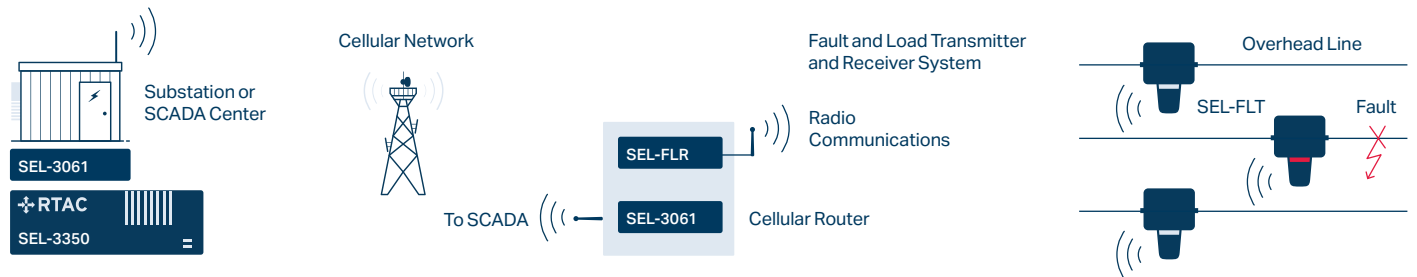 Substation or
SCADA Center
SEL-3061
RTAC
SEL-3350
Cellular Network
To SCADA
SEL-FLR
SEL-3061
Cellular Router
Fault and Load Transmitter
and Receiver System
Radio
Communications
Overhead Line
SEL-FLT
Fault